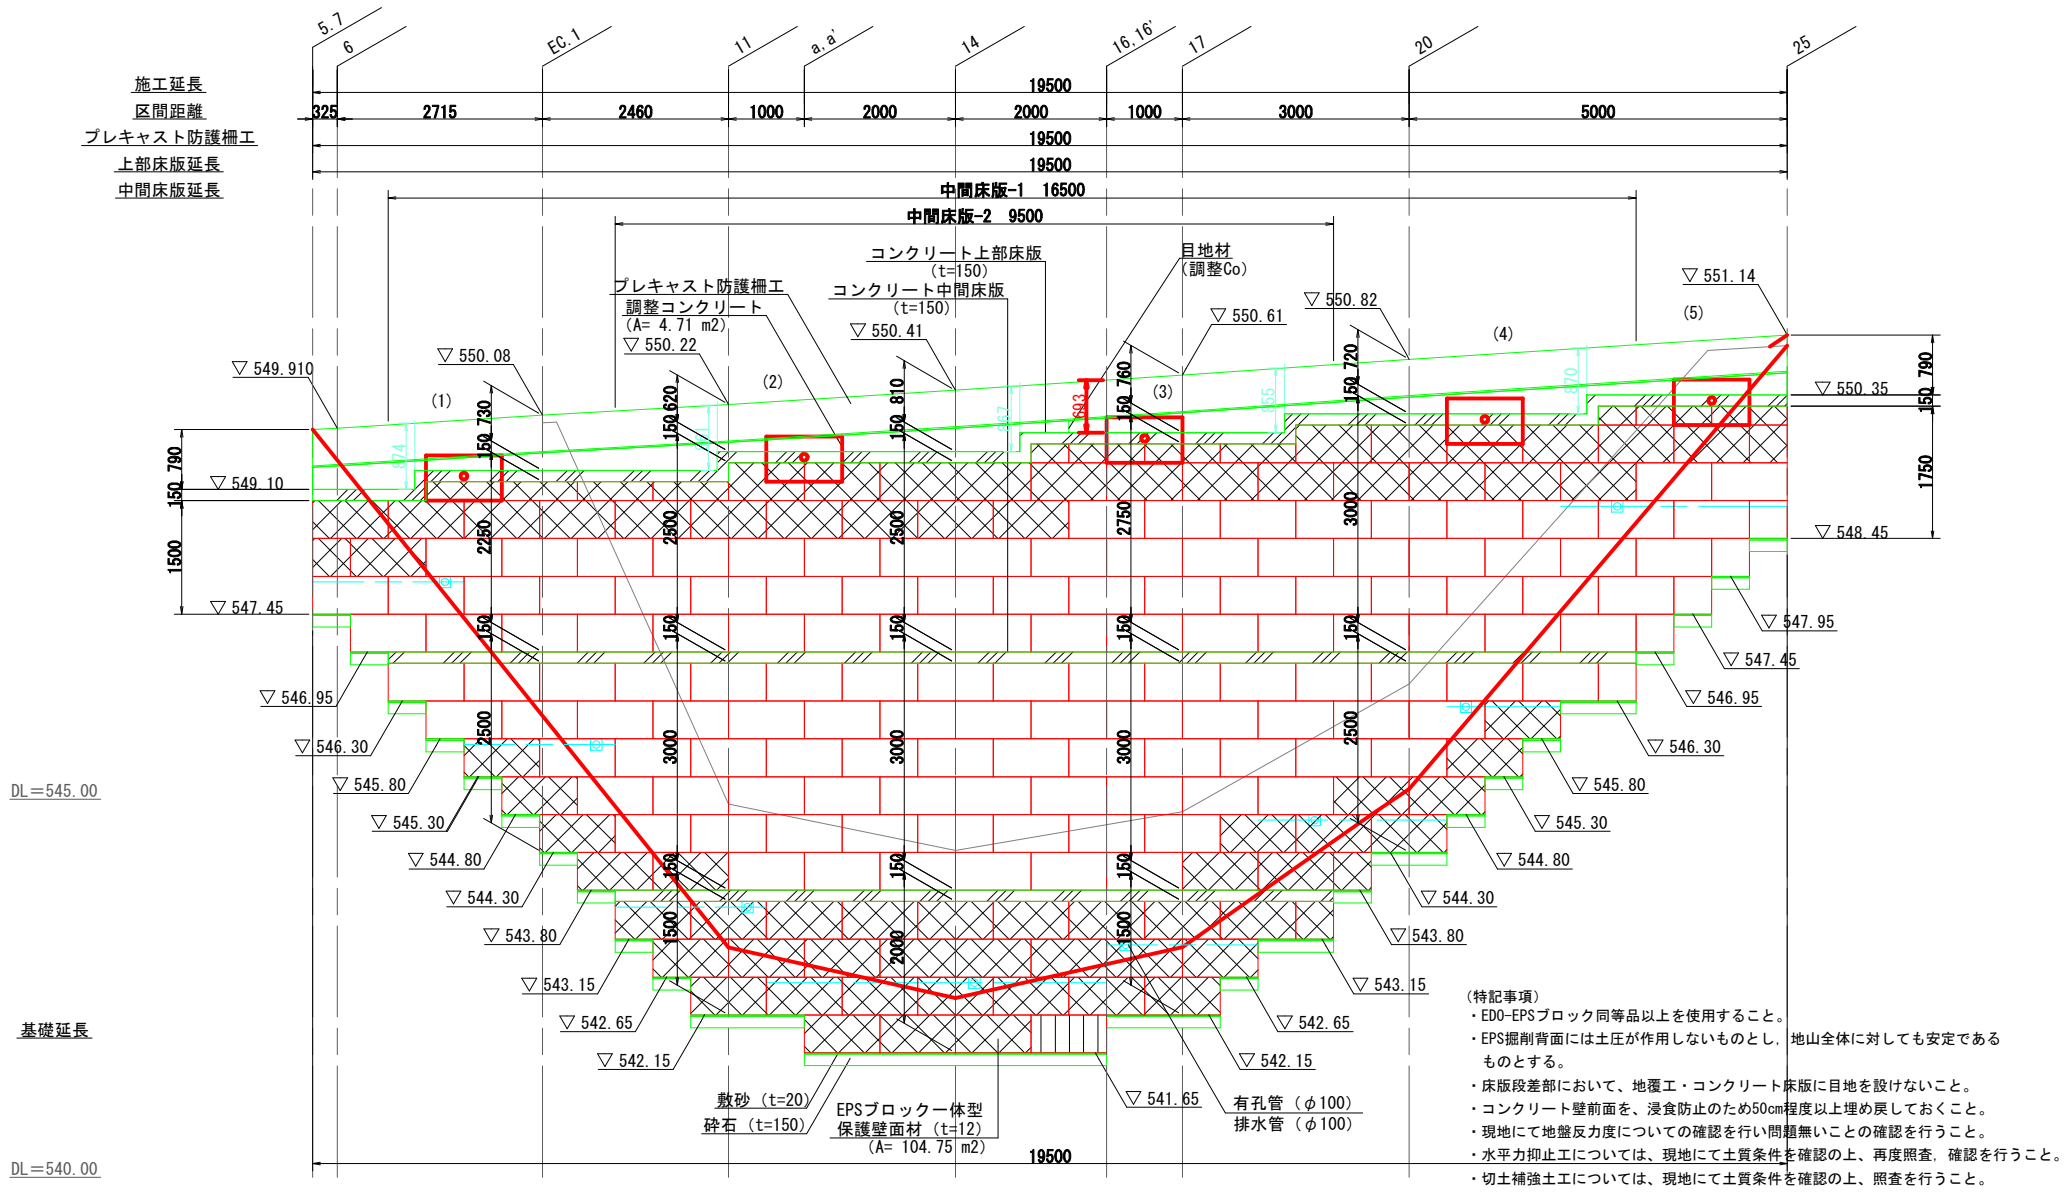 5.7
6
EC.1
11
a,a'
14
16,16'
17
20
25
施工延長
19500
区間距離
325
2715
2460
1000
2000
2000
1000
3000
5000
プレキャスト防護柵工
19500
上部床版延長
19500
中間床版延長
中間床版-1 16500
中間床版-2 9500
コンクリート上部床版
(t=150)
目地材
(調整Co)
プレキャスト防護柵工
コンクリート中間床版
(t=150)
調整コンクリート
(A= 4.71 m2)
▽ 549.910
▽ 550.08
▽ 550.22
▽ 550.41
▽ 550.61
▽ 550.82
▽ 551.14
(1)
(2)
(3)
(4)
(5)
730
620
810
760
720
790
150
150
150
150
150
150
874
693
855
870
▽ 550.35
790
150
▽ 549.10
1500
1750
2250
2500
2500
2750
3000
▽ 548.45
▽ 547.45
150
150
150
150
150
▽ 547.95
▽ 547.45
▽ 546.95
▽ 546.95
▽ 546.30
▽ 546.30
2500
3000
3000
3000
2500
DL=545.00
▽ 545.80
▽ 545.80
▽ 545.30
▽ 545.30
▽ 544.80
▽ 544.80
150
150
150
▽ 544.30
▽ 544.30
▽ 543.80
▽ 543.80
1500
2000
1500
▽ 543.15
▽ 543.15
▽ 542.65
▽ 542.65
▽ 542.15
▽ 542.15
▽ 541.65
基礎延長
敷砂 (t=20)
砕石 (t=150)
EPSブロック一体型
保護壁面材 (t=12)
(A= 104.75 m2)
有孔管 (φ100)
排水管 (φ100)
19500
DL=540.00
(特記事項)
・EDO-EPSブロック同等品以上を使用すること。
・EPS掘削背面には土圧が作用しないものとし, 地山全体に対しても安定である
ものとする。
・床版段差部において、地覆工・コンクリート床版に目地を設けないこと。
・コンクリート壁前面を、浸食防止のため50cm程度以上埋め戻しておくこと。
・現地にて地盤反力度についての確認を行い問題無いことの確認を行うこと。
・水平力抑止工については、現地にて土質条件を確認の上、再度照査, 確認を行うこと。
・切土補強土工については、現地にて土質条件を確認の上、照査を行うこと。